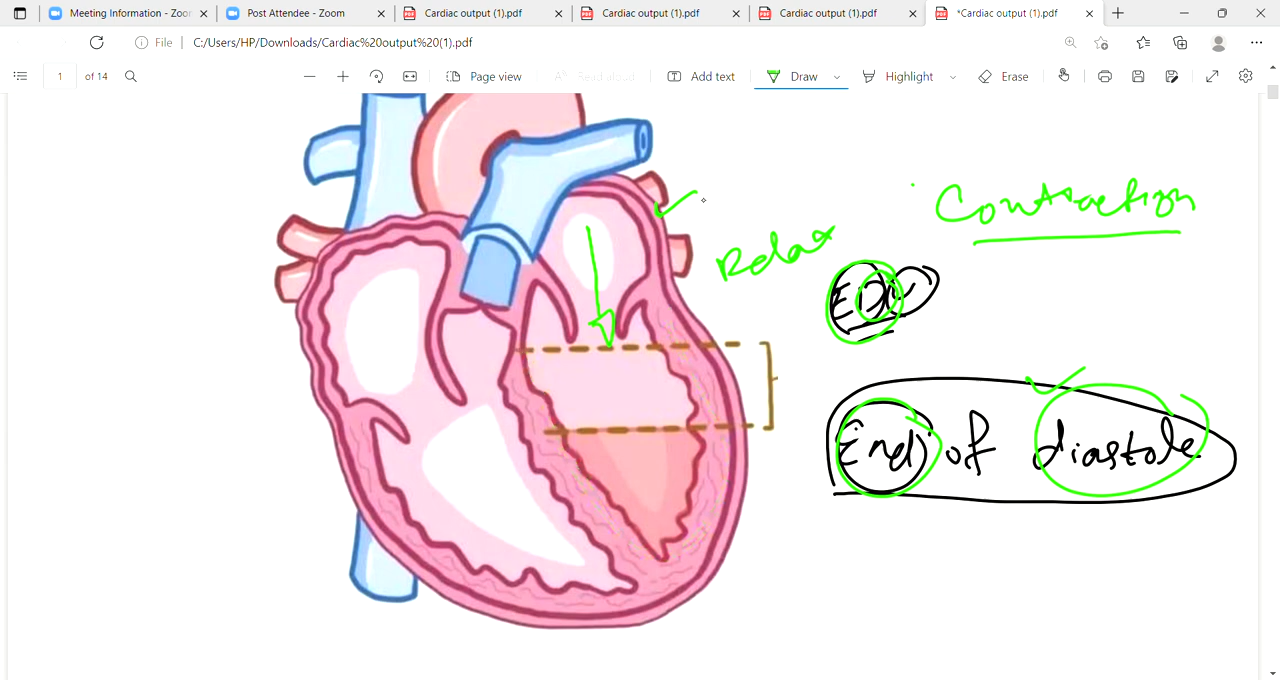 Meeting Information - Zoom
Post Attendee - Zoom
Cardiac output (1).pdf
Cardiac output (1).pdf
Cardiac output (1).pdf
*Cardiac output (1).pdf
File
C:/Users/HP/Downloads/Cardiac%20output%20(1).pdf
1 of 14
Page view
Read aloud
Add text
Draw
Highlight
Erase
Contraction
Relax
EDV
End of diastole